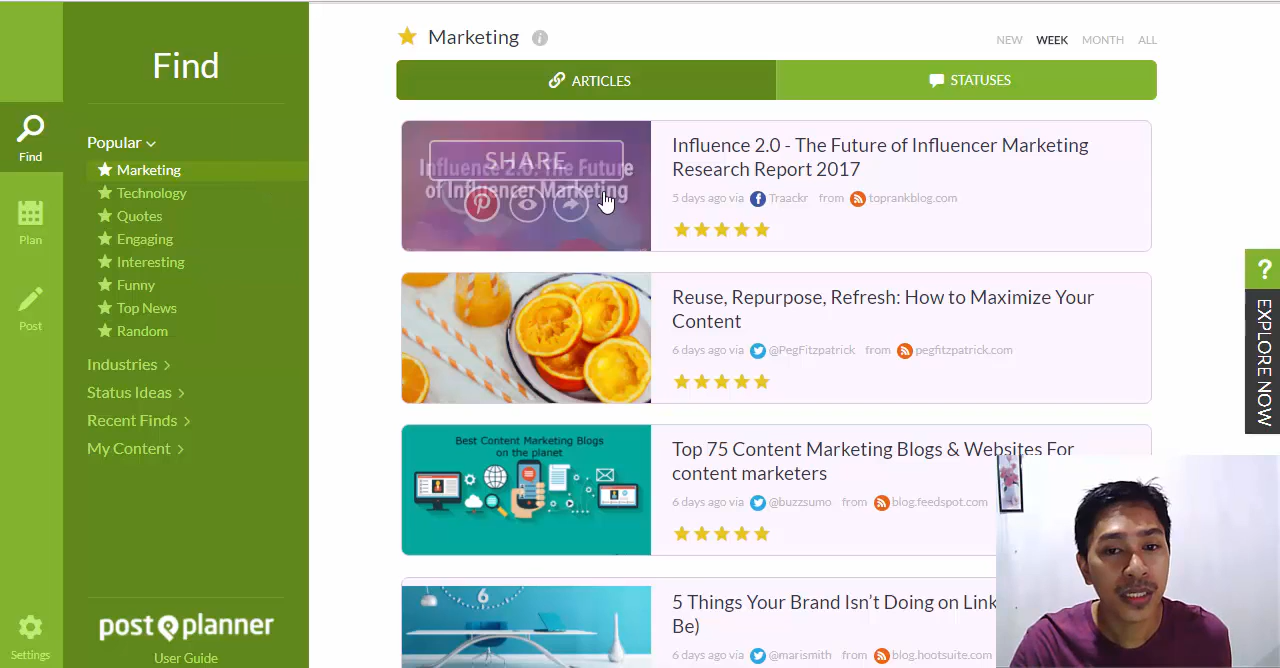 Find
Plan
Post
Settings
Find
Popular
Marketing
Technology
Quotes
Engaging
Interesting
Funny
Top News
Random
Industries
Status Ideas
Recent Finds
My Content
post planner
User Guide
Marketing
NEW WEEK MONTH ALL
ARTICLES STATUSES
SHARE
Influence 2.0: The Future
of Influencer Marketing
Influence 2.0 - The Future of Influencer Marketing
Research Report 2017
5 days ago via Traackr from toprankblog.com
Reuse, Repurpose, Refresh: How to Maximize Your
Content
6 days ago via @PegFitzpatrick from pegfitzpatrick.com
Best Content Marketing Blogs
on the planet
Top 75 Content Marketing Blogs & Websites For
content marketers
6 days ago via @buzzsumo from blog.feedspot.com
6
5 Things Your Brand Isn't Doing on Link
Be)
6 days ago via @marismith from blog.hootsuite.com
?
EXPLORE NOW